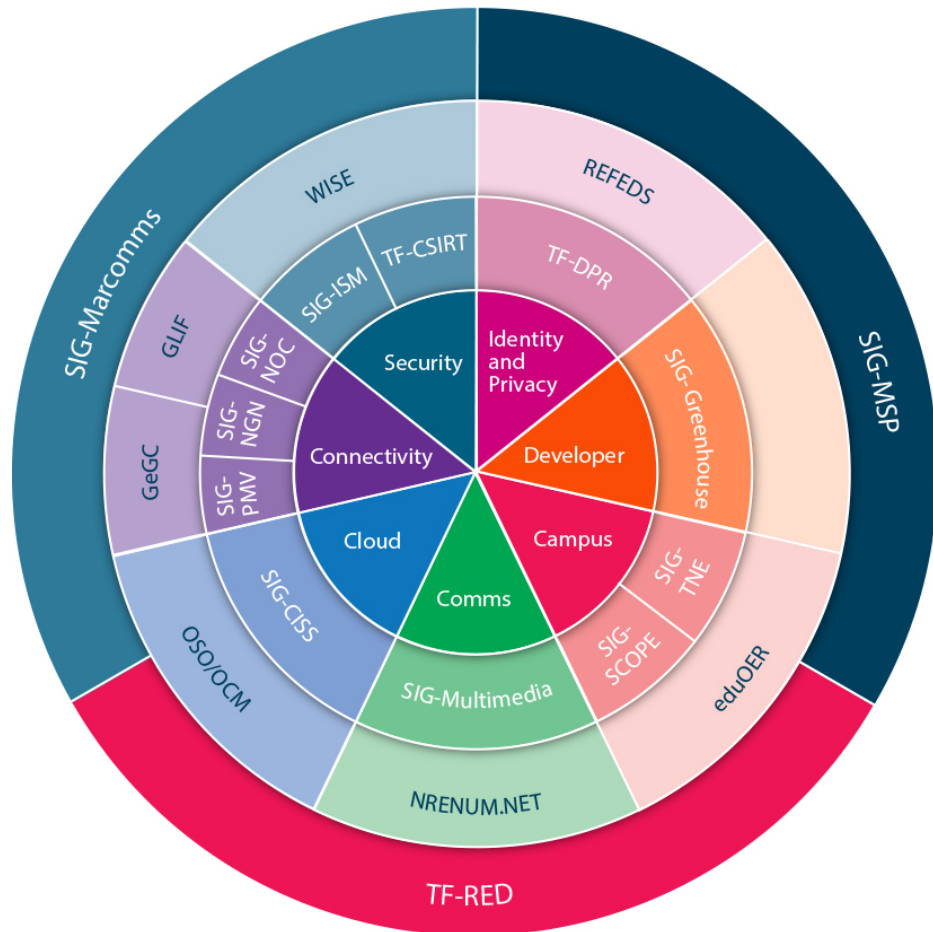 SIG-Marcomms
SIG-MSP
TF-RED
WISE
REFEDS
GLIF
GeGC
OSO/OCM
NRENUM.NET
eduOER
SIG-ISM
TF-CSIRT
TF-DPR
SIG-Greenhouse
SIG-
TNE
SIG-
SCOPE
SIG-Multimedia
SIG-CISS
SIG-
PMV
SIG-
NGN
SIG-
NOC
Security
Identity
and
Privacy
Developer
Campus
Comms
Cloud
Connectivity